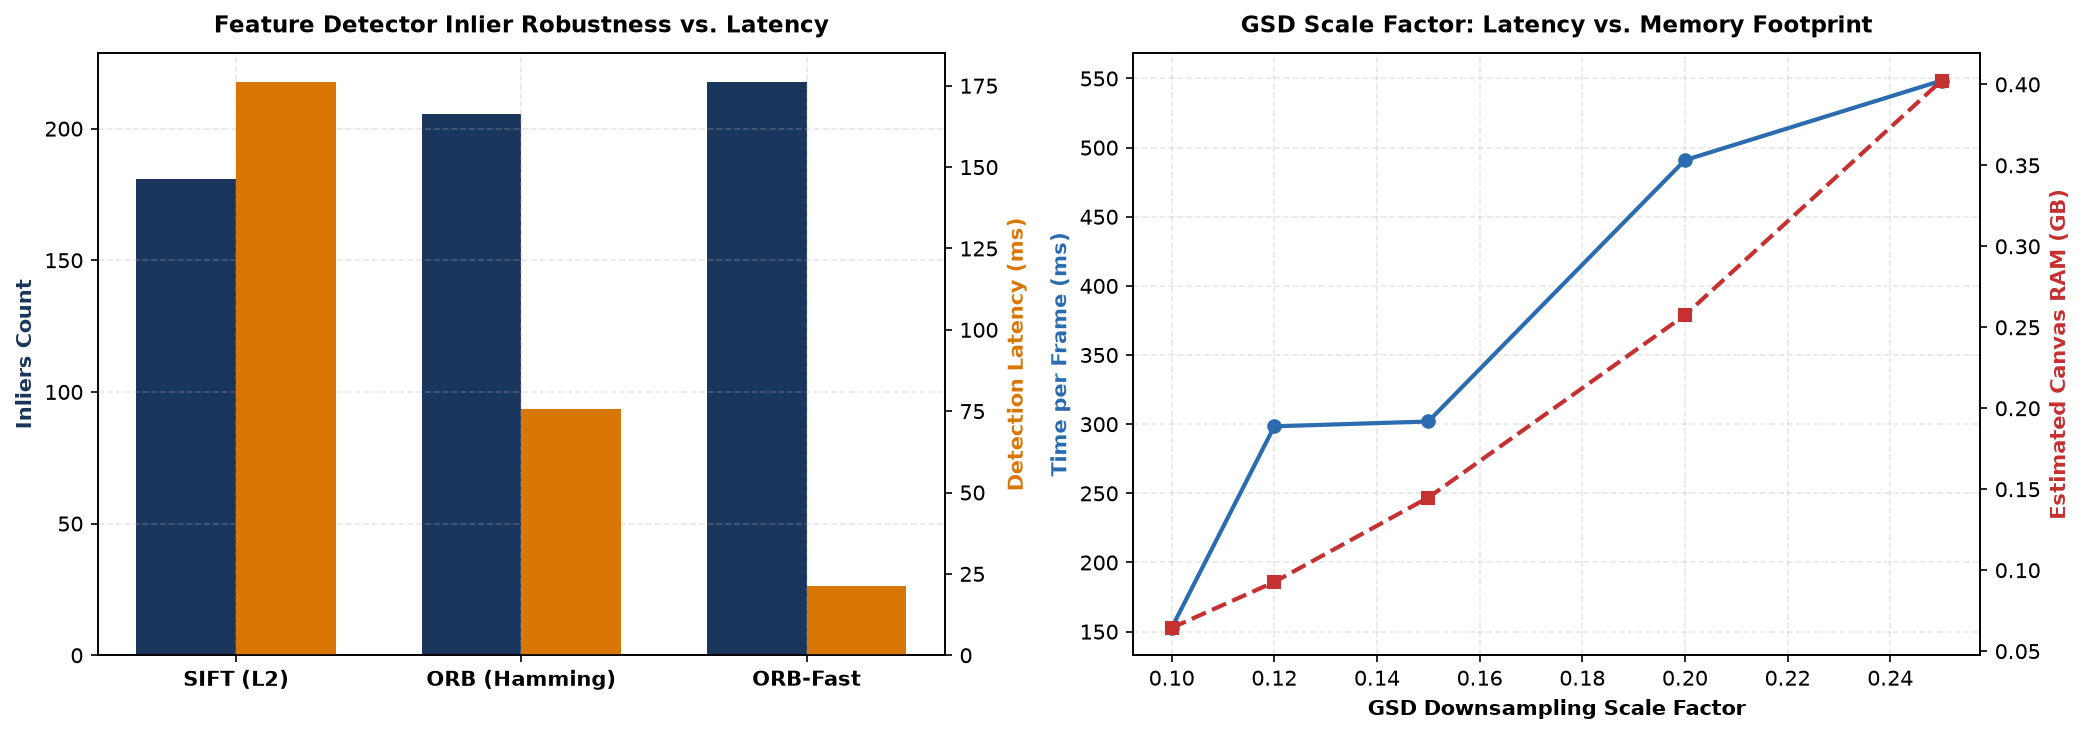 Feature Detector Inlier Robustness vs. Latency
Inliers Count
200
150
100
50
0
175
150
125
100
75
50
25
0
Detection Latency (ms)
SIFT (L2)
ORB (Hamming)
ORB-Fast
GSD Scale Factor: Latency vs. Memory Footprint
Time per Frame (ms)
550
500
450
400
350
300
250
200
150
0.40
0.35
0.30
0.25
0.20
0.15
0.10
0.05
Estimated Canvas RAM (GB)
0.10 0.12 0.14 0.16 0.18 0.20 0.22 0.24
GSD Downsampling Scale Factor